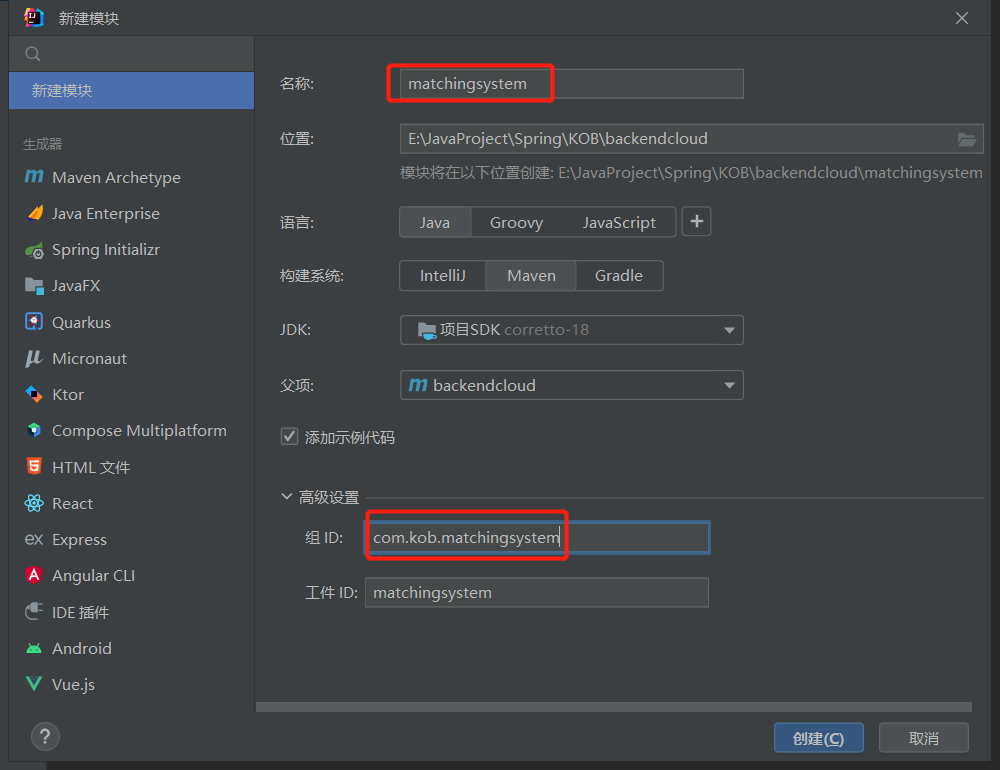 新建模块
新建模块
生成器
Maven Archetype
Java Enterprise
Spring Initializr
JavaFX
Quarkus
Micronaut
Ktor
Compose Multiplatform
HTML 文件
React
ex Express
Angular CLI
IDE 插件
Android
Vue.js
名称: matchingsystem
位置: E:\JavaProject\Spring\KOB\backendcloud
模块将在以下位置创建: E:\JavaProject\Spring\KOB\backendcloud\matchingsystem
语言: Java Groovy JavaScript +
构建系统: IntelliJ Maven Gradle
JDK: 项目SDK corretto-18
父项: m backendcloud
添加示例代码
高级设置
组 ID: com.kob.matchingsystem
工件 ID: matchingsystem
? 创建(C) 取消